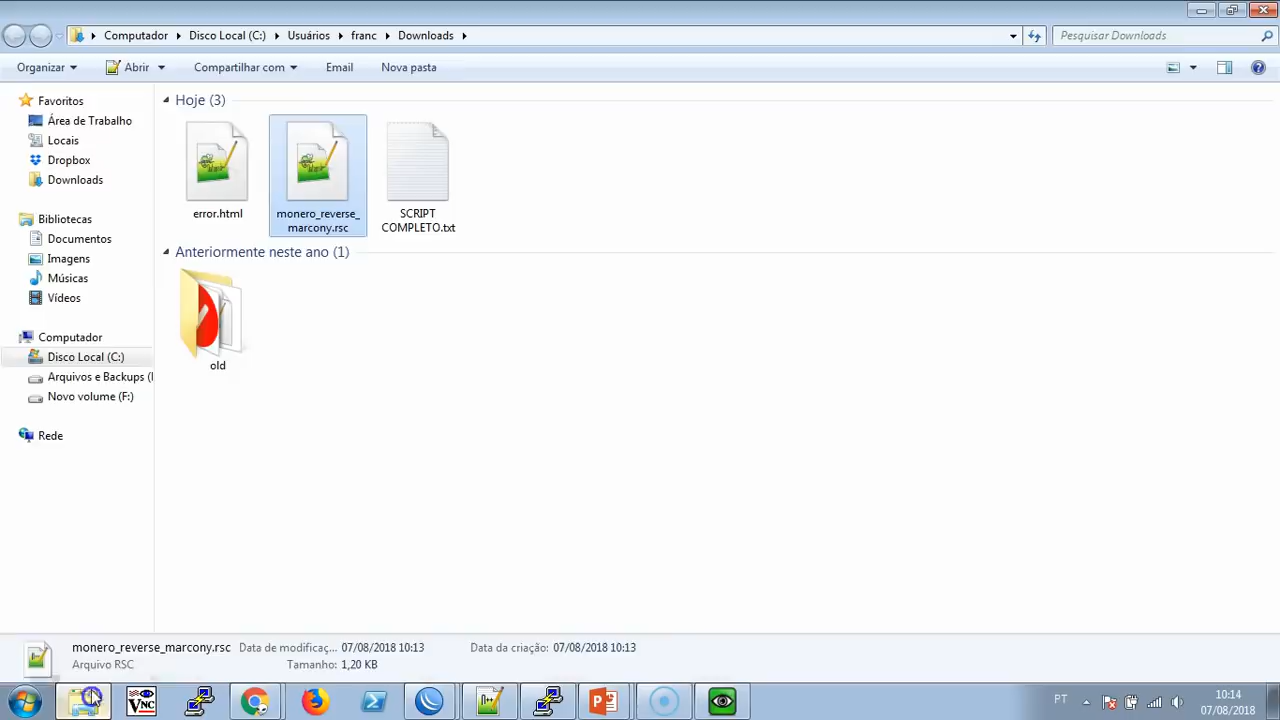 Computador Disco Local (C:) Usuários franc Downloads
Pesquisar Downloads
Organizar Abrir Compartilhar com Email Nova pasta
Favoritos
Área de Trabalho
Locais
Dropbox
Downloads
Bibliotecas
Documentos
Imagens
Músicas
Vídeos
Computador
Disco Local (C:)
Arquivos e Backups (
Novo volume (F:)
Rede
Hoje (3)
error.html
monero_reverse_
marcony.rsc
SCRIPT
COMPLETO.txt
Anteriormente neste ano (1)
old
monero_reverse_marcony.rsc Data de modificaç... 07/08/2018 10:13 Data da criação: 07/08/2018 10:13
Arquivo RSC Tamanho: 1,20 KB
VNC
PT
10:14
07/08/2018